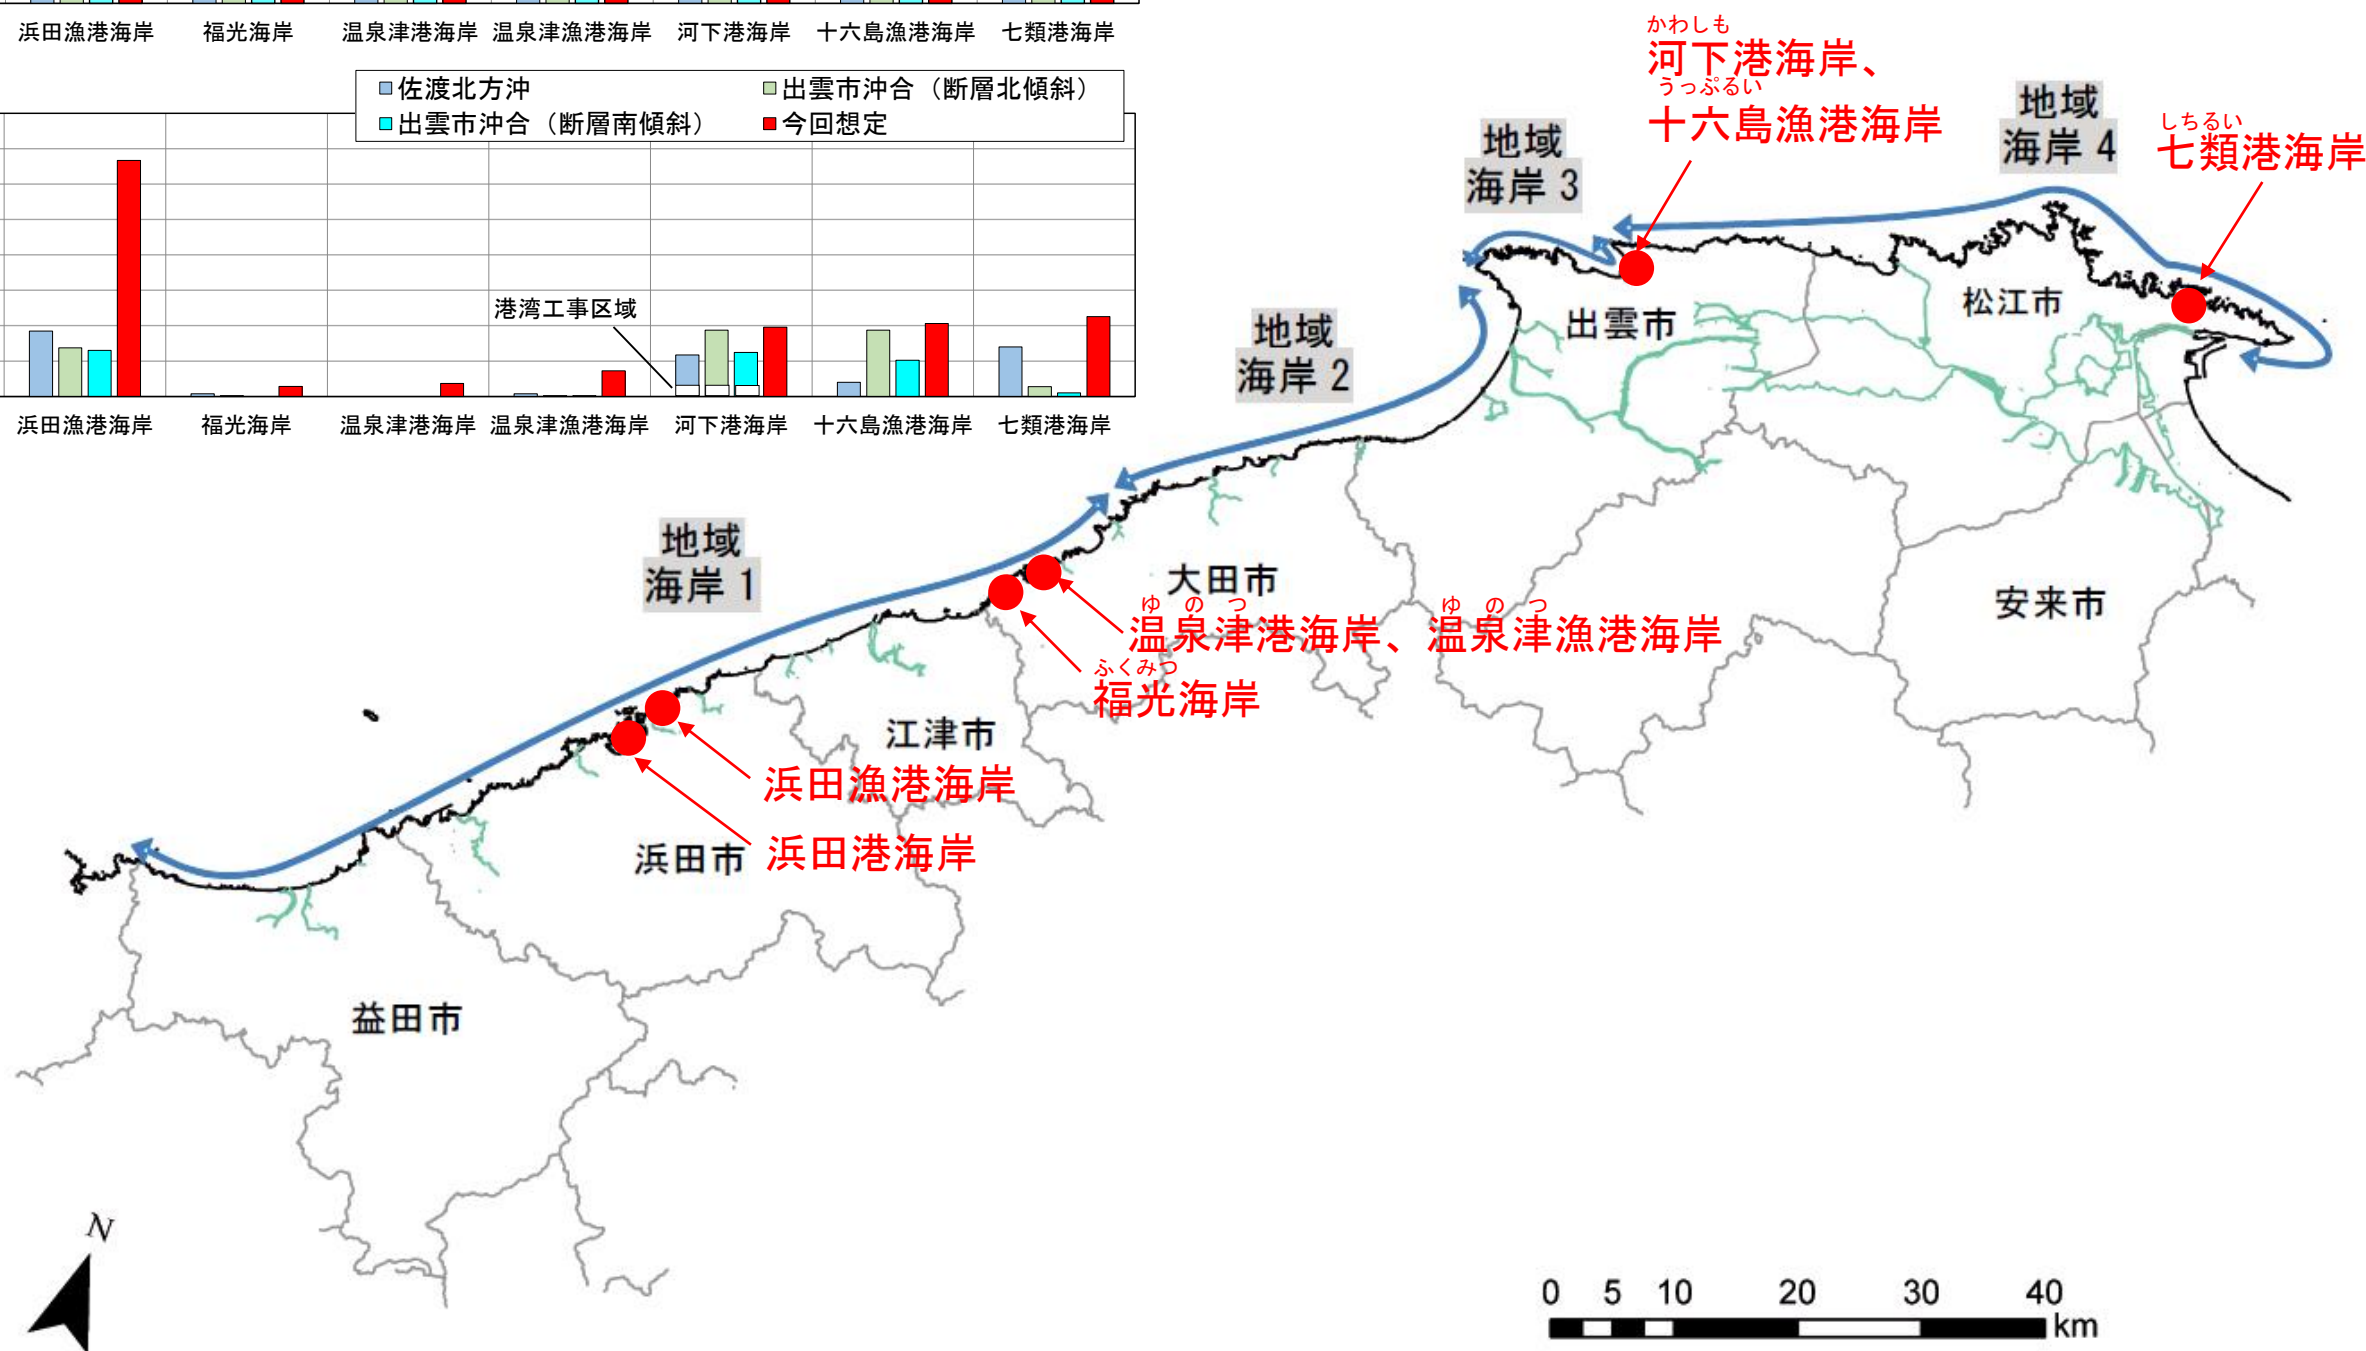 浜田漁港海岸 福光海岸 温泉津港海岸 温泉津漁港海岸 河下港海岸 十六島漁港海岸 七類港海岸
佐渡北方沖 出雲市沖合（断層北傾斜）
出雲市沖合（断層南傾斜） 今回想定
港湾工事区域
浜田漁港海岸 福光海岸 温泉津港海岸 温泉津漁港海岸 河下港海岸 十六島漁港海岸 七類港海岸
かわしも
河下港海岸、
うっぷるい
十六島漁港海岸
地域
海岸 4
しちるい
七類港海岸
地域
海岸 3
出雲市
松江市
地域
海岸 2
地域
海岸 1
大田市
安来市
ゆのつ ゆのつ
温泉津港海岸、温泉津漁港海岸
ふくみつ
福光海岸
江津市
浜田漁港海岸
浜田市
浜田港海岸
益田市
N
0 5 10 20 30 40
km